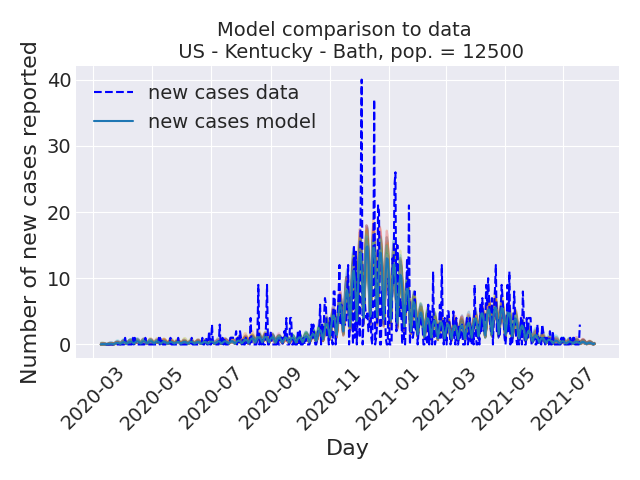 Model comparison to data
US - Kentucky - Bath, pop. = 12500
Number of new cases reported
40
30
20
10
0
new cases data
new cases model
2020-03
2020-05
2020-07
2020-09
2020-11
2021-01
2021-03
2021-05
2021-07
Day